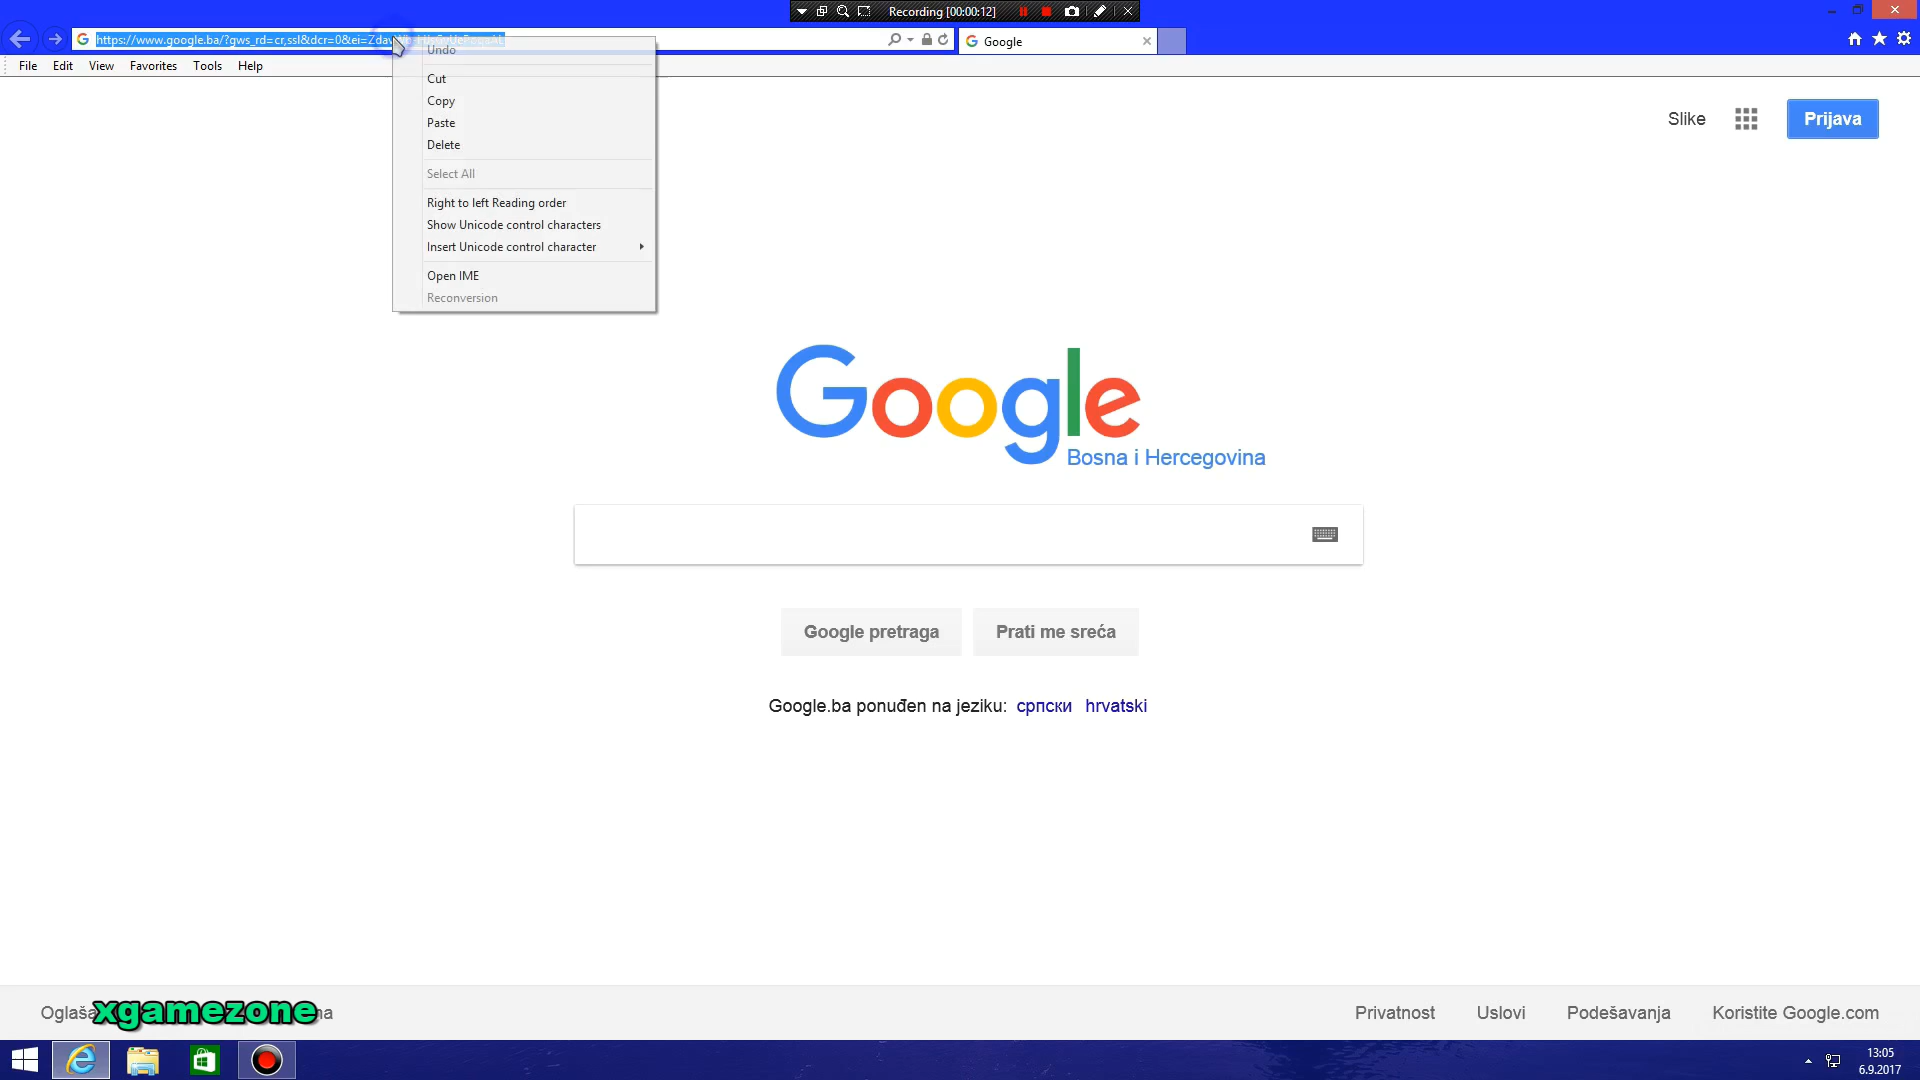 Recording [00:00:12]
https://www.google.ba/?gws_rd=cr,ssl&dcr=0&ei=Zda
Google
File Edit View Favorites Tools Help
Undo
Cut
Copy
Paste
Delete
Select All
Right to left Reading order
Show Unicode control characters
Insert Unicode control character
Open IME
Reconversion
Slike
Prijava
Google
Bosna i Hercegovina
Google pretraga
Prati me sreća
Google.ba ponuđen na jeziku: српски hrvatski
xgamezone
Privatnost Uslovi Podešavanja Koristite Google.com
13:05
6.9.2017